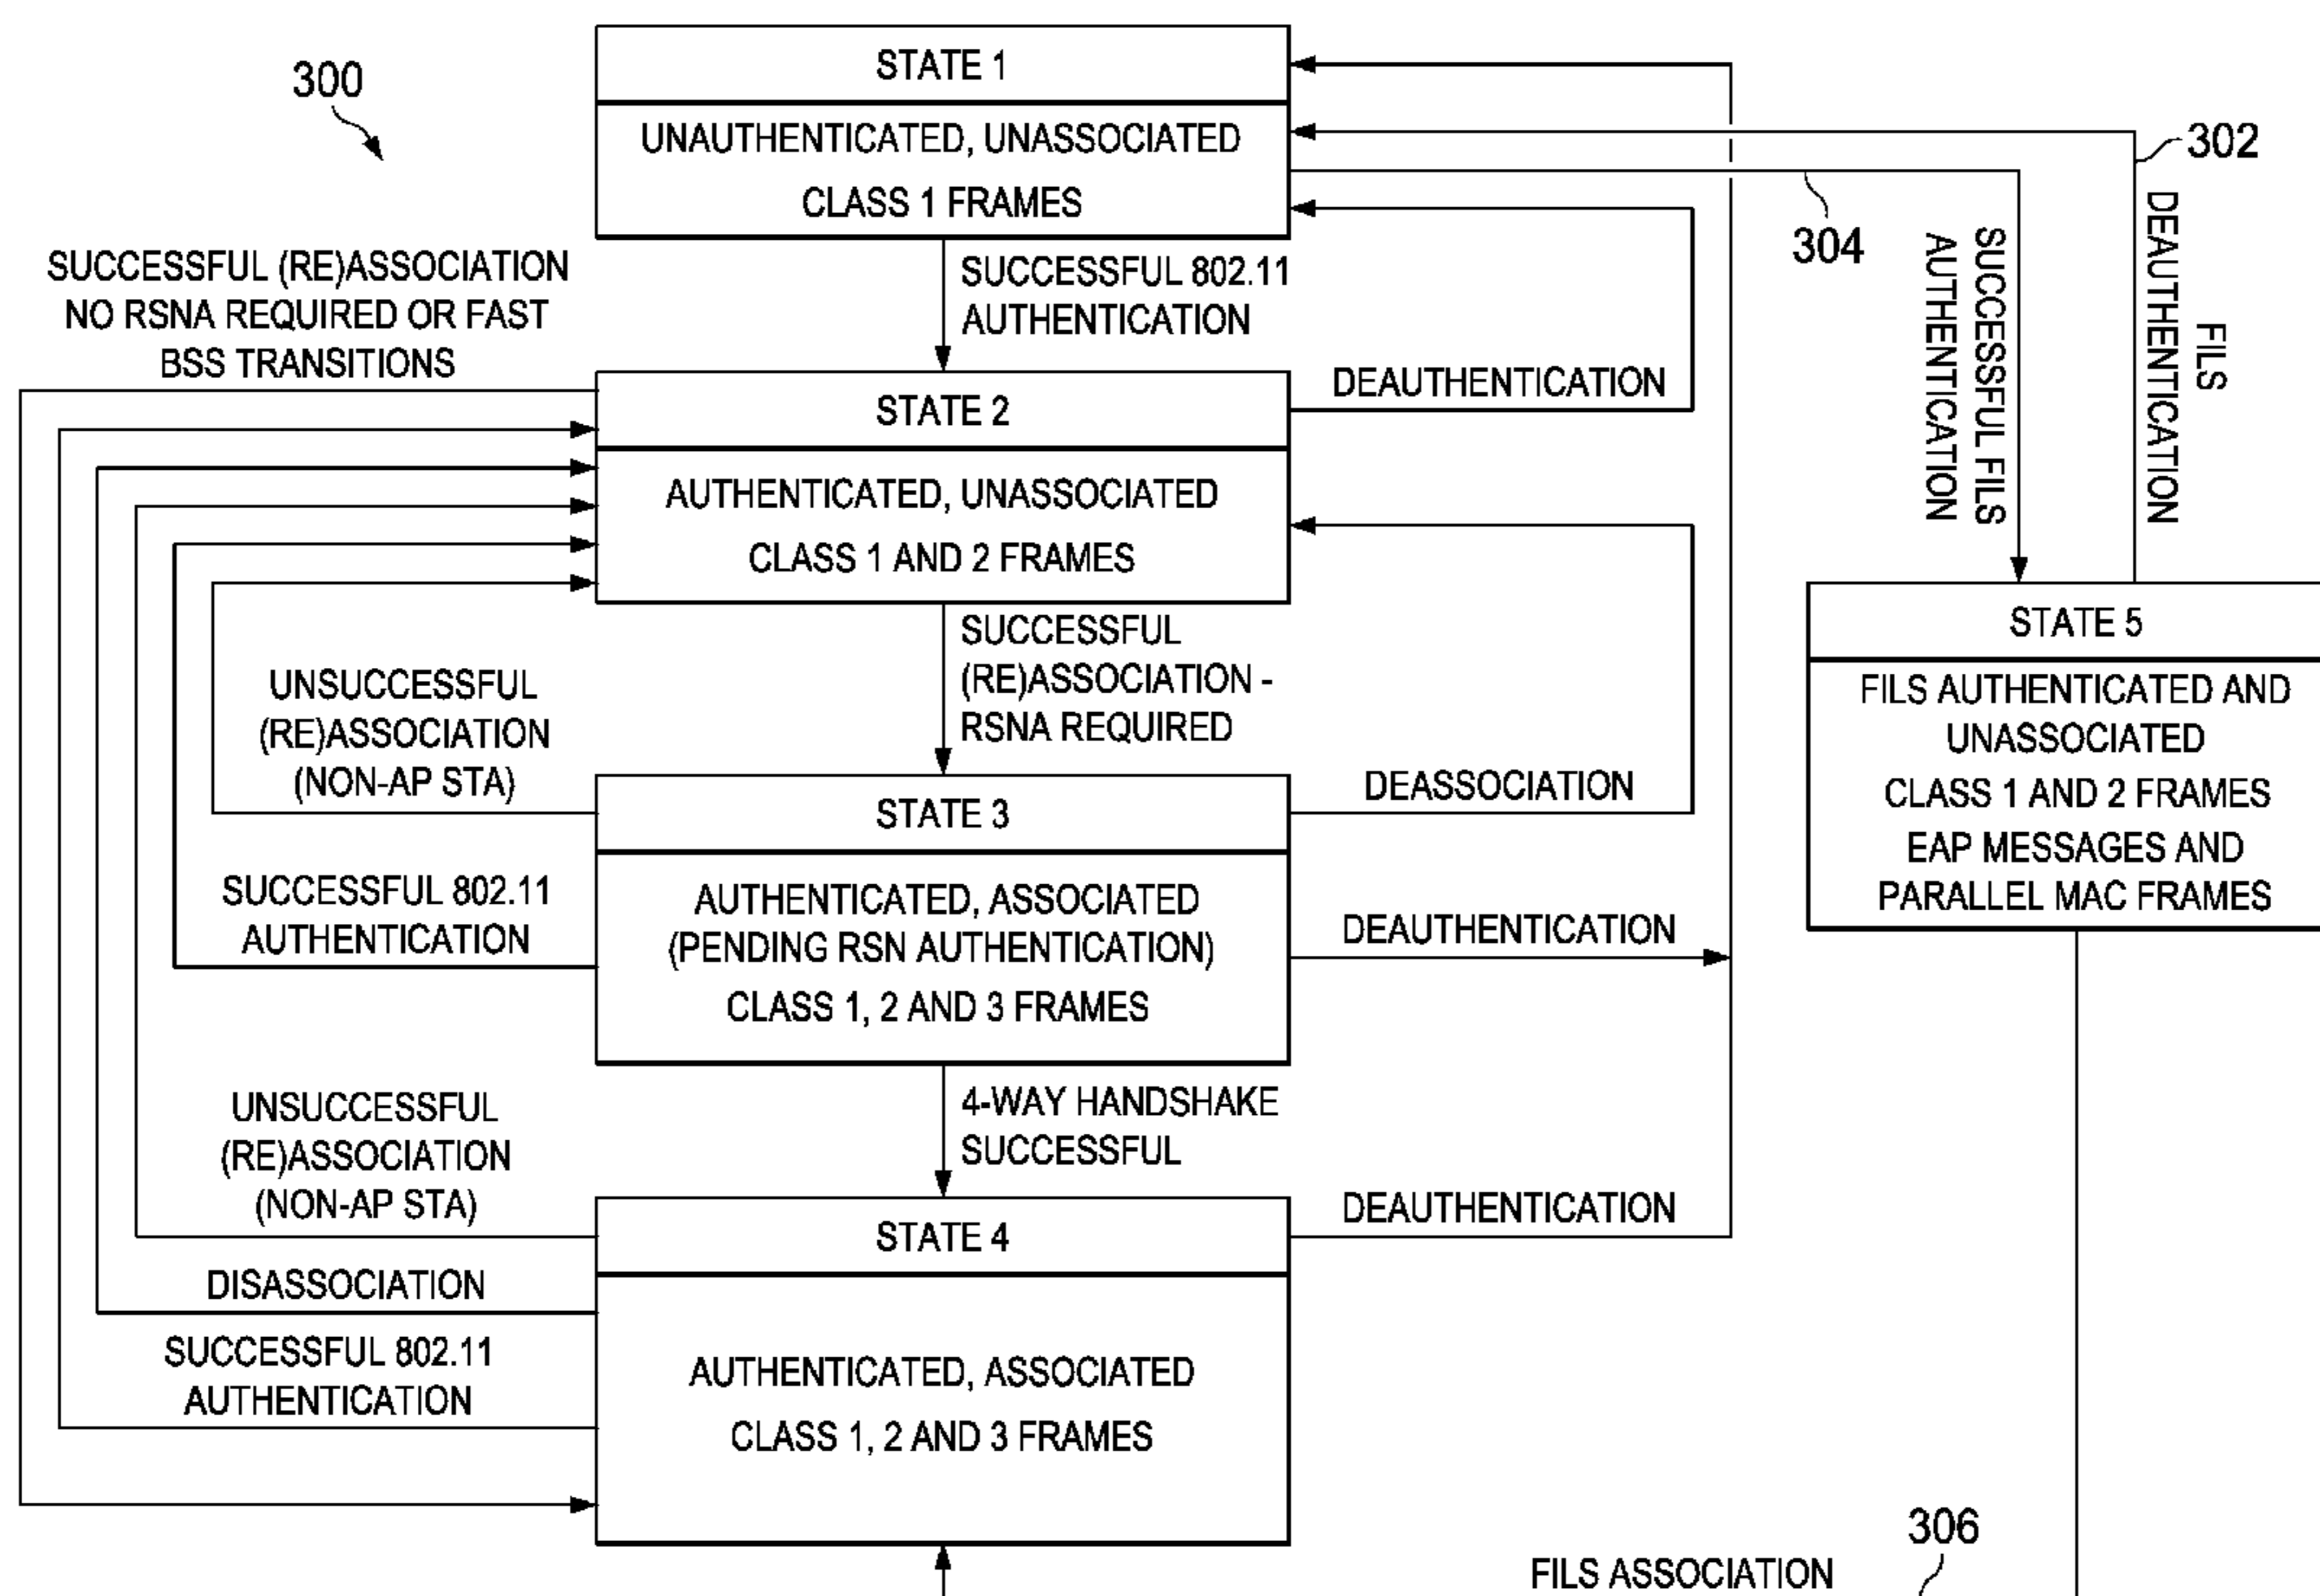 300
STATE 1
UNAUTHENTICATED, UNASSOCIATED
CLASS 1 FRAMES
302
304
FILS
DEAUTHENTICATION
SUCCESSFUL FILS
AUTHENTICATION
SUCCESSFUL (RE)ASSOCIATION
NO RSNA REQUIRED OR FAST
BSS TRANSITIONS
SUCCESSFUL 802.11
AUTHENTICATION
DEAUTHENTICATION
STATE 2
AUTHENTICATED, UNASSOCIATED
CLASS 1 AND 2 FRAMES
SUCCESSFUL
(RE)ASSOCIATION -
RSNA REQUIRED
STATE 5
FILS AUTHENTICATED AND
UNASSOCIATED
CLASS 1 AND 2 FRAMES
EAP MESSAGES AND
PARALLEL MAC FRAMES
UNSUCCESSFUL
(RE)ASSOCIATION
(NON-AP STA)
DEASSOCIATION
STATE 3
AUTHENTICATED, ASSOCIATED
(PENDING RSN AUTHENTICATION)
CLASS 1, 2 AND 3 FRAMES
SUCCESSFUL 802.11
AUTHENTICATION
DEAUTHENTICATION
4-WAY HANDSHAKE
SUCCESSFUL
UNSUCCESSFUL
(RE)ASSOCIATION
(NON-AP STA)
DEAUTHENTICATION
STATE 4
DISASSOCIATION
SUCCESSFUL 802.11
AUTHENTICATION
AUTHENTICATED, ASSOCIATED
CLASS 1, 2 AND 3 FRAMES
306
FILS ASSOCIATION